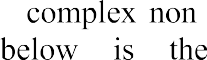 complex non
below is the